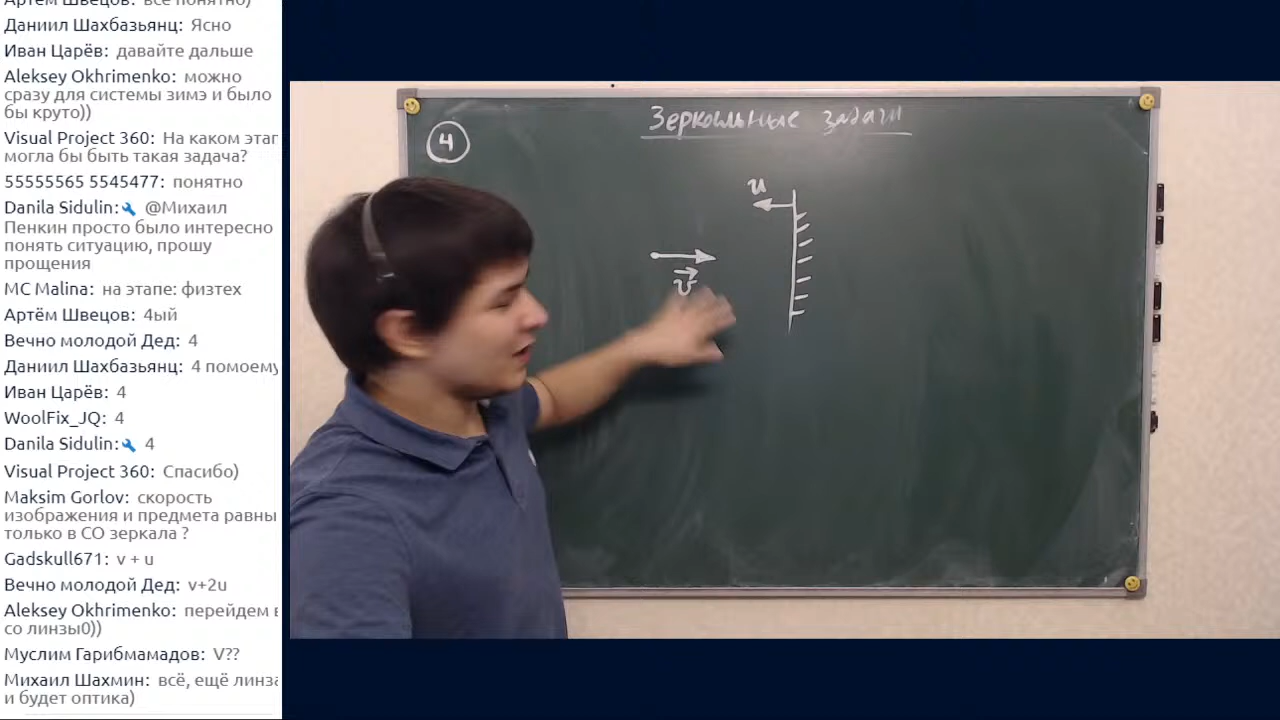 Артём Швецов: всё понятно)
Даниил Шахбазьянц: Ясно
Иван Царёв: давайте дальше
Aleksey Okhrimenko: можно
сразу для системы зимэ и было
бы круто))
Visual Project 360: На каком этап
могла бы быть такая задача?
55555565 5545477: понятно
Danila Sidulin: @Михаил
Пенкин просто было интересно
понять ситуацию, прошу
прощения
MC Malina: на этапе: физтех
Артём Швецов: 4ый
Вечно молодой Дед: 4
Даниил Шахбазьянц: 4 помоему
Иван Царёв: 4
WoolFix_JQ: 4
Danila Sidulin: 4
Visual Project 360: Спасибо)
Maksim Gorlov: скорость
изображения и предмета равны
только в СО зеркала ?
Gadskull671: v + u
Вечно молодой Дед: v+2u
Aleksey Okhrimenko: перейдем в
со линзы0))
Муслим Гарибмамадов: V??
Михаил Шахмин: всё, ещё линза
и будет оптика)
Зеркальные задачи
4
u
v